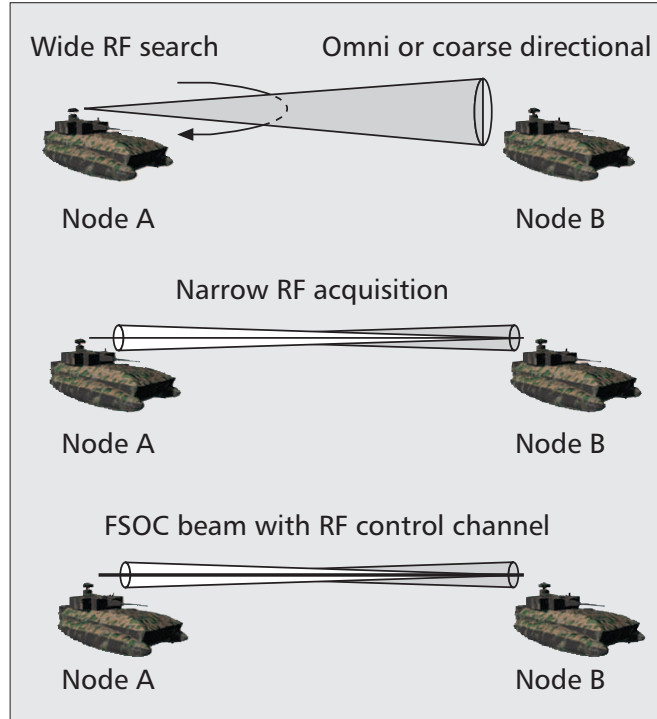 Wide RF search
Omni or coarse directional
Node A
Node B
Narrow RF acquisition
Node A
Node B
FSOC beam with RF control channel
Node A
Node B